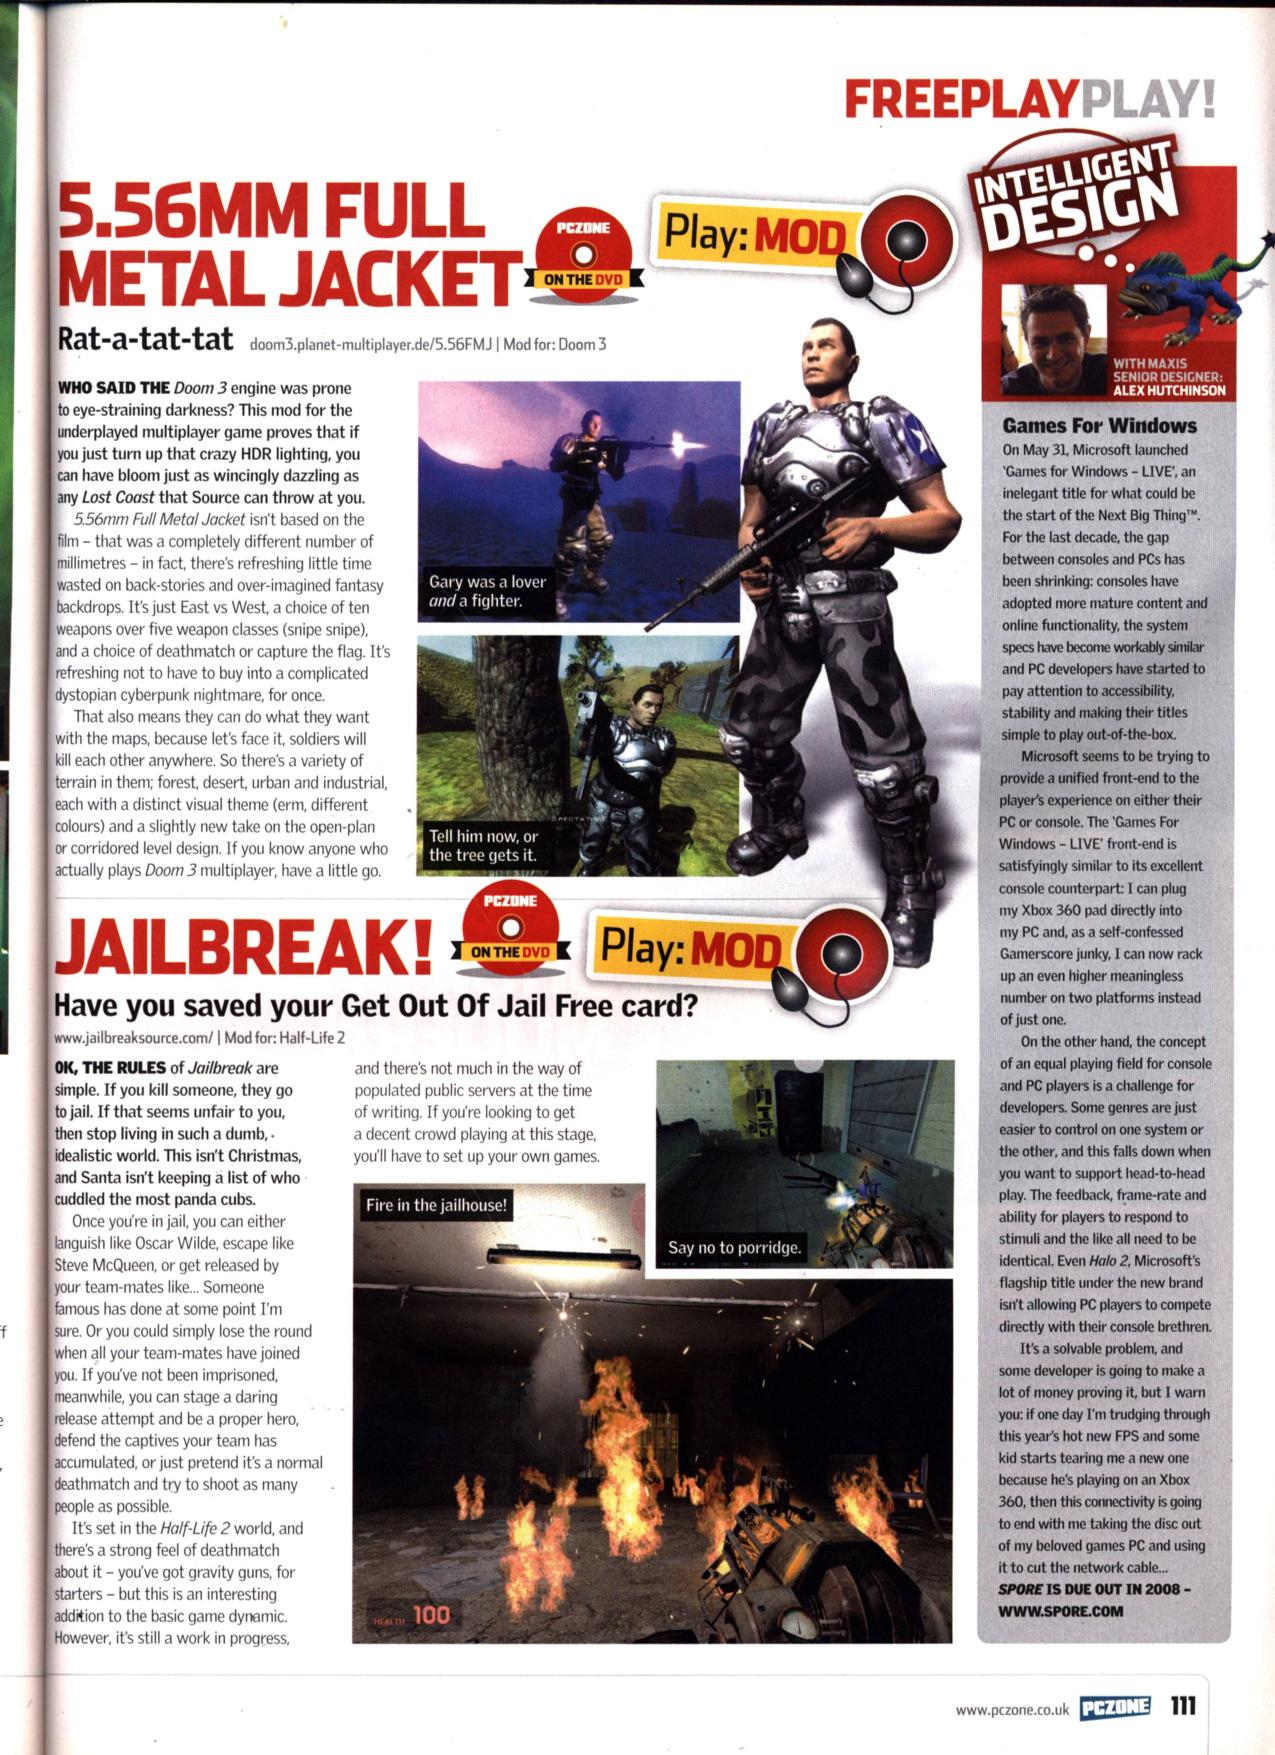 FREEPLAYPLAY!
5.56MM FULL
METAL JACKET
PCZONE
ON THE DVD
Play: MOD
Rat-a-tat-tat
doom3.planet-multiplayer.de/5.56FMJ | Mod for: Doom 3
WHO SAID THE Doom 3 engine was prone
to eye-straining darkness? This mod for the
underplayed multiplayer game proves that if
you just turn up that crazy HDR lighting, you
can have bloom just as wincingly dazzling as
any Lost Coast that Source can throw at you.
5.56mm Full Metal Jacket isn't based on the
film – that was a completely different number of
millimetres – in fact, there's refreshing little time
wasted on back-stories and over-imagined fantasy
backdrops. It's just East vs West, a choice of ten
weapons over five weapon classes (snipe snipe),
and a choice of deathmatch or capture the flag. It's
refreshing not to have to buy into a complicated
dystopian cyberpunk nightmare, for once.
That also means they can do what they want
with the maps, because let's face it, soldiers will
kill each other anywhere. So there's a variety of
terrain in them; forest, desert, urban and industrial,
each with a distinct visual theme (erm, different
colours) and a slightly new take on the open-plan
or corridored level design. If you know anyone who
actually plays Doom 3 multiplayer, have a little go.
Gary was a lover
and a fighter.
SPECTATING
Tell him now, or
the tree gets it.
JAILBREAK!
PCZONE
ON THE DVD
Play: MOD
Have you saved your Get Out Of Jail Free card?
www.jailbreaksource.com/ | Mod for: Half-Life 2
OK, THE RULES of Jailbreak are
simple. If you kill someone, they go
to jail. If that seems unfair to you,
then stop living in such a dumb,
idealistic world. This isn't Christmas,
and Santa isn't keeping a list of who
cuddled the most panda cubs.
Once you're in jail, you can either
languish like Oscar Wilde, escape like
Steve McQueen, or get released by
your team-mates like... Someone
famous has done at some point I'm
sure. Or you could simply lose the round
when all your team-mates have joined
you. If you've not been imprisoned,
meanwhile, you can stage a daring
release attempt and be a proper hero,
defend the captives your team has
accumulated, or just pretend it's a normal
deathmatch and try to shoot as many
people as possible.
It's set in the Half-Life 2 world, and
there's a strong feel of deathmatch
about it – you've got gravity guns, for
starters – but this is an interesting
addition to the basic game dynamic.
However, it's still a work in progress,
and there's not much in the way of
populated public servers at the time
of writing. If you're looking to get
a decent crowd playing at this stage,
you'll have to set up your own games.
Fire in the jailhouse!
Say no to porridge.
HEALTH 100
INTELLIGENT
DESIGN
WITH MAXIS
SENIOR DESIGNER:
ALEX HUTCHINSON
Games For Windows
On May 31, Microsoft launched
'Games for Windows – LIVE', an
inelegant title for what could be
the start of the Next Big Thing™.
For the last decade, the gap
between consoles and PCs has
been shrinking: consoles have
adopted more mature content and
online functionality, the system
specs have become workably similar
and PC developers have started to
pay attention to accessibility,
stability and making their titles
simple to play out-of-the-box.
Microsoft seems to be trying to
provide a unified front-end to the
player's experience on either their
PC or console. The 'Games For
Windows – LIVE' front-end is
satisfyingly similar to its excellent
console counterpart: I can plug
my Xbox 360 pad directly into
my PC and, as a self-confessed
Gamerscore junky, I can now rack
up an even higher meaningless
number on two platforms instead
of just one.
On the other hand, the concept
of an equal playing field for console
and PC players is a challenge for
developers. Some genres are just
easier to control on one system or
the other, and this falls down when
you want to support head-to-head
play. The feedback, frame-rate and
ability for players to respond to
stimuli and the like all need to be
identical. Even Halo 2, Microsoft's
flagship title under the new brand
isn't allowing PC players to compete
directly with their console brethren.
It's a solvable problem, and
some developer is going to make a
lot of money proving it, but I warn
you: if one day I'm trudging through
this year's hot new FPS and some
kid starts tearing me a new one
because he's playing on an Xbox
360, then this connectivity is going
to end with me taking the disc out
of my beloved games PC and using
it to cut the network cable...
SPORE IS DUE OUT IN 2008 –
WWW.SPORE.COM
www.pczone.co.uk PCZONE 111